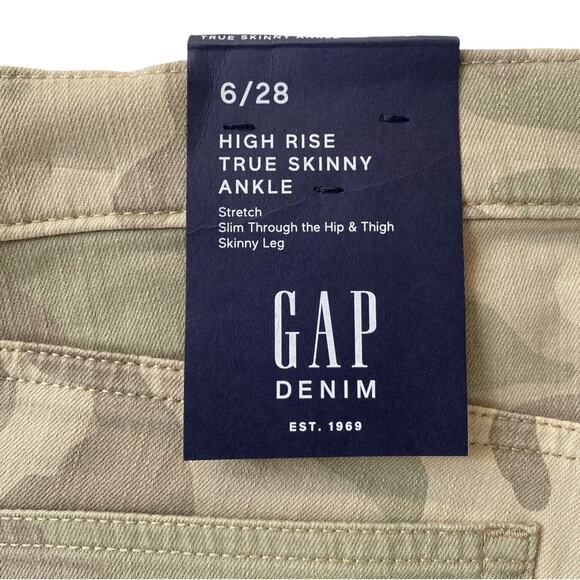 TRUE SKINNY ANKLE
6/28
HIGH RISE
TRUE SKINNY
ANKLE
Stretch
Slim Through the Hip & Thigh
Skinny Leg
GAP
DENIM
EST. 1969